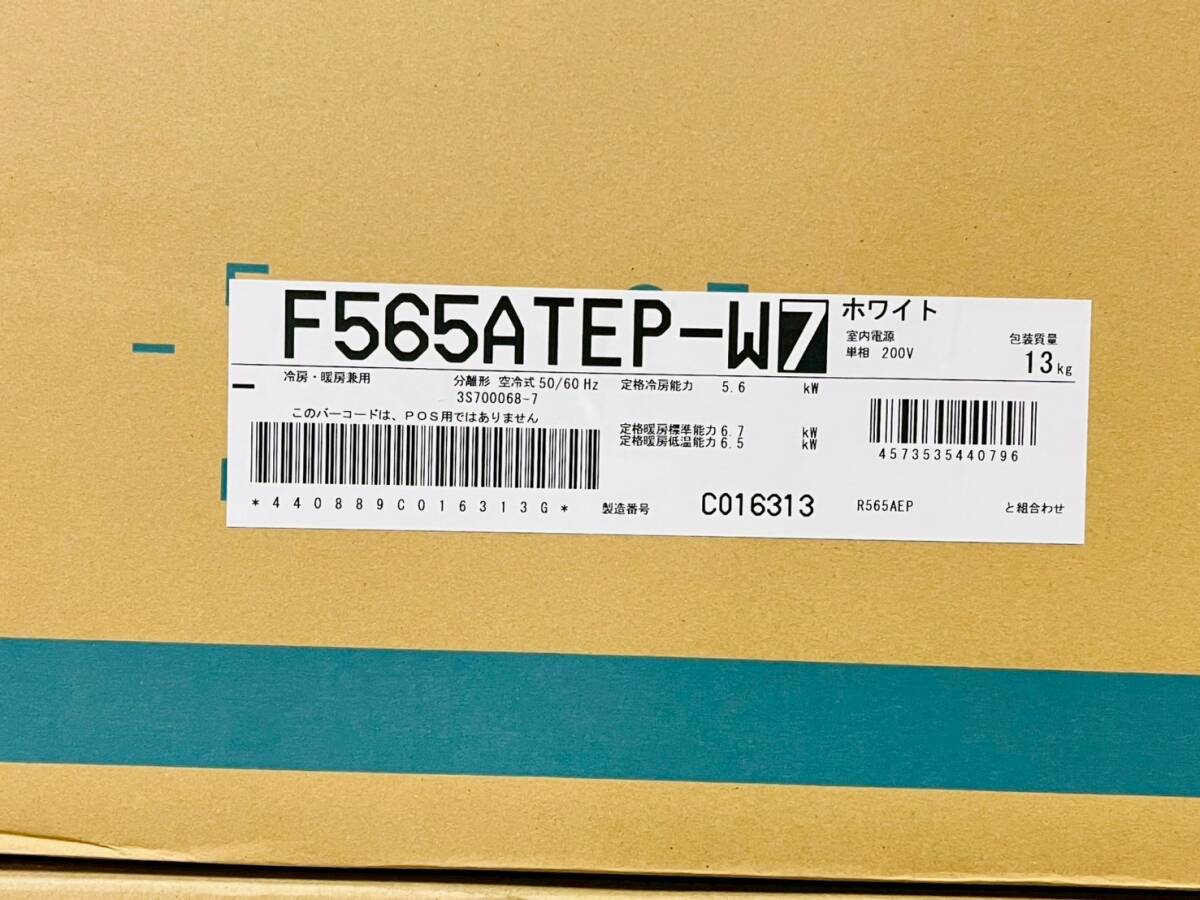 F565ATEP-W7 ホワイト
室内電源
単相 200V
包装質量
13kg
冷房・暖房兼用
分離形 空冷式 50/60Hz
3S700068-7
定格冷房能力 5.6 kW
このバーコードは、POS用ではありません
定格暖房標準能力6.7 kW
定格暖房低温能力6.5 kW
4573535440796
*440889C016313G*
製造番号 C016313
R565AEP と組合わせ